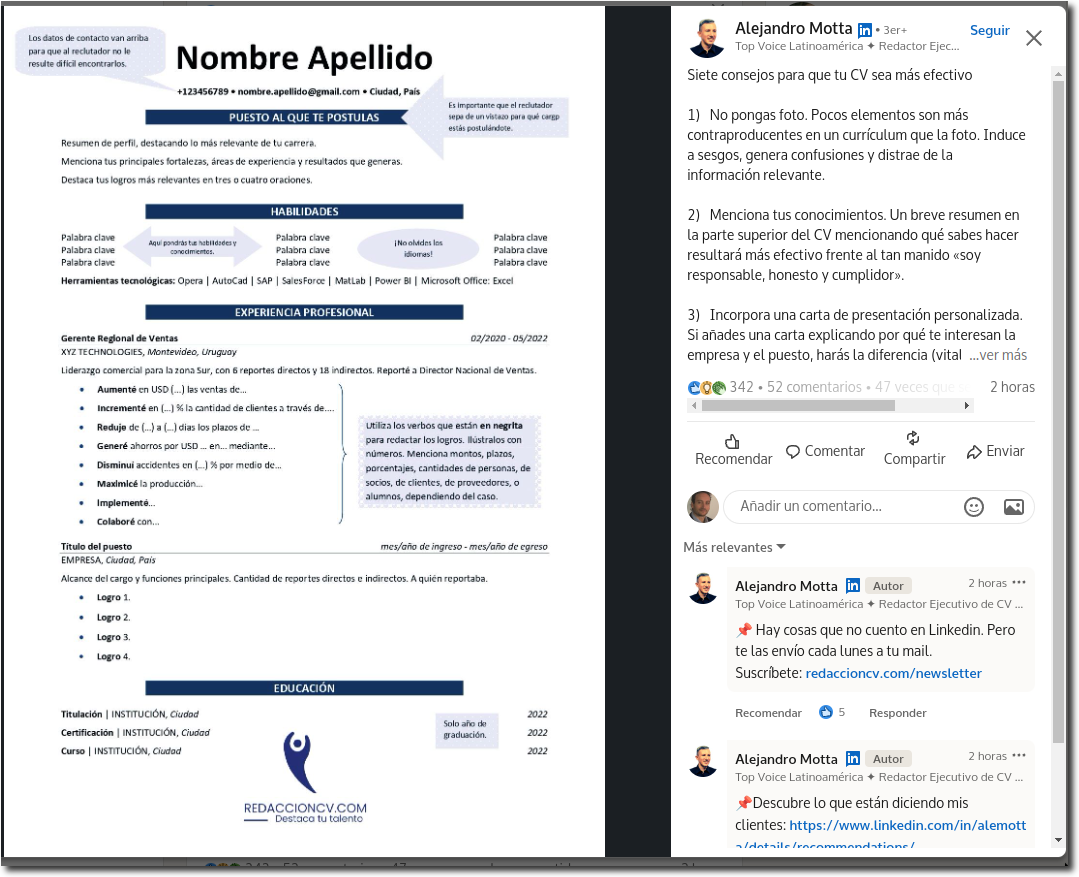 Los datos de contacto van arriba
para que al reclutador no le
resulte difícil encontrarlos.
Nombre Apellido
+123456789 • nombre.apellido@gmail.com • Ciudad, País
PUESTO AL QUE TE POSTULAS
Es importante que el reclutador
sepa de un vistazo para qué cargo
estás postulándote.
Resumen de perfil, destacando lo más relevante de tu carrera.
Menciona tus principales fortalezas, áreas de experiencia y resultados que generas.
Destaca tus logros más relevantes en tres o cuatro oraciones.
HABILIDADES
Palabra clave
Palabra clave
Palabra clave
Aquí pondrás tus habilidades y
conocimientos.
Palabra clave
Palabra clave
Palabra clave
¡No olvides los
idiomas!
Palabra clave
Palabra clave
Palabra clave
Herramientas tecnológicas: Opera | AutoCad | SAP | SalesForce | MatLab | Power BI | Microsoft Office: Excel
EXPERIENCIA PROFESIONAL
Gerente Regional de Ventas 02/2020 - 05/2022
XYZ TECHNOLOGIES, Montevideo, Uruguay
Liderazgo comercial para la zona Sur, con 6 reportes directos y 18 indirectos. Reporté a Director Nacional de Ventas.
• Aumenté en USD (...) las ventas de...
• Incrementé en (...) % la cantidad de clientes a través de....
• Reduje de (...) a (...) días los plazos de ...
• Generé ahorros por USD ... en... mediante...
• Disminuí accidentes en (...) % por medio de...
• Maximicé la producción...
• Implementé...
• Colaboré con...
Utiliza los verbos que están en negrita
para redactar los logros. Ilústralos con
números. Menciona montos, plazos,
porcentajes, cantidades de personas, de
socios, de clientes, de proveedores, o
alumnos, dependiendo del caso.
Título del puesto mes/año de ingreso - mes/año de egreso
EMPRESA, Ciudad, País
Alcance del cargo y funciones principales. Cantidad de reportes directos e indirectos. A quién reportaba.
• Logro 1.
• Logro 2.
• Logro 3.
• Logro 4.
EDUCACIÓN
Titulación | INSTITUCIÓN, Ciudad 2022
Certificación | INSTITUCIÓN, Ciudad 2022
Curso | INSTITUCIÓN, Ciudad 2022
Solo año de
graduación.
REDACCIONCV.COM
Destaca tu talento
Alejandro Motta in • 3er+
Seguir
Top Voice Latinoamérica ✦ Redactor Ejec...
Siete consejos para que tu CV sea más efectivo
1) No pongas foto. Pocos elementos son más
contraproducentes en un currículum que la foto. Induce
a sesgos, genera confusiones y distrae de la
información relevante.
2) Menciona tus conocimientos. Un breve resumen en
la parte superior del CV mencionando qué sabes hacer
resultará más efectivo frente al tan manido «soy
responsable, honesto y cumplidor».
3) Incorpora una carta de presentación personalizada.
Si añades una carta explicando por qué te interesan la
empresa y el puesto, harás la diferencia (vital ...ver más
342 • 52 comentarios • 47 veces que s
2 horas
Recomendar
Comentar
Compartir
Enviar
Añadir un comentario...
Más relevantes
Alejandro Motta in Autor 2 horas
Top Voice Latinoamérica ✦ Redactor Ejecutivo de CV ...
📌 Hay cosas que no cuento en Linkedin. Pero
te las envío cada lunes a tu mail.
Suscríbete: redaccioncv.com/newsletter
Recomendar 5 Responder
Alejandro Motta in Autor 2 horas
Top Voice Latinoamérica ✦ Redactor Ejecutivo de CV ...
📌Descubre lo que están diciendo mis
clientes: https://www.linkedin.com/in/alemott
a/details/recommendations/